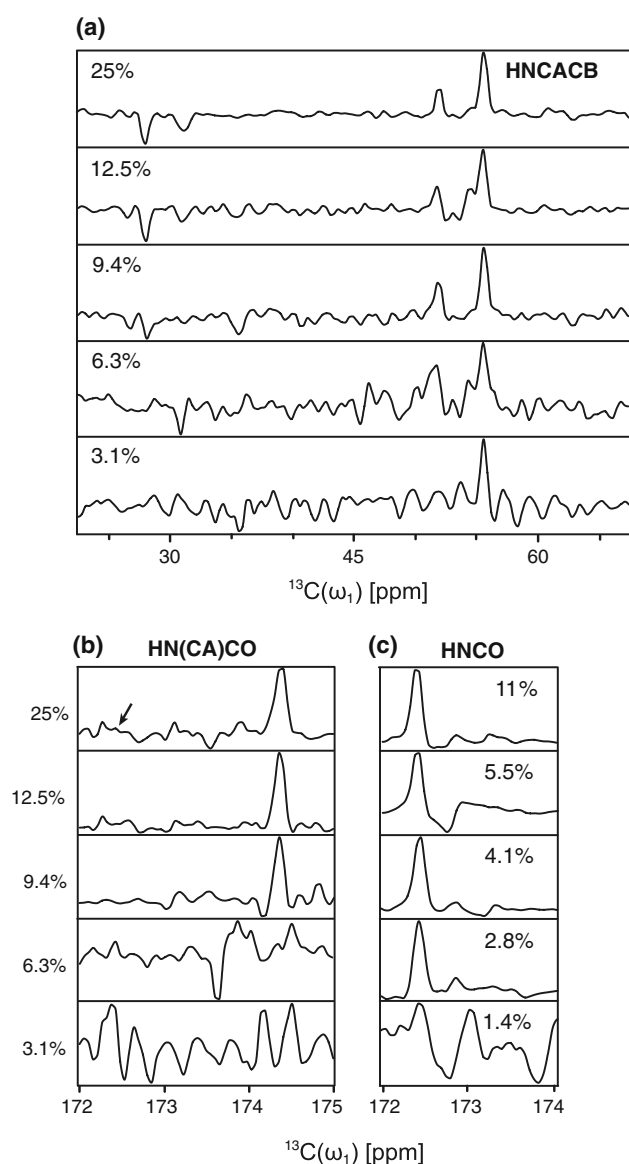 (a)
25%
HNCACB
12.5%
9.4%
6.3%
3.1%
30 45 60
¹³C(ω₁) [ppm]
(b) HN(CA)CO
25%
12.5%
9.4%
6.3%
3.1%
172 173 174 175
(c) HNCO
11%
5.5%
4.1%
2.8%
1.4%
172 173 174
¹³C(ω₁) [ppm]